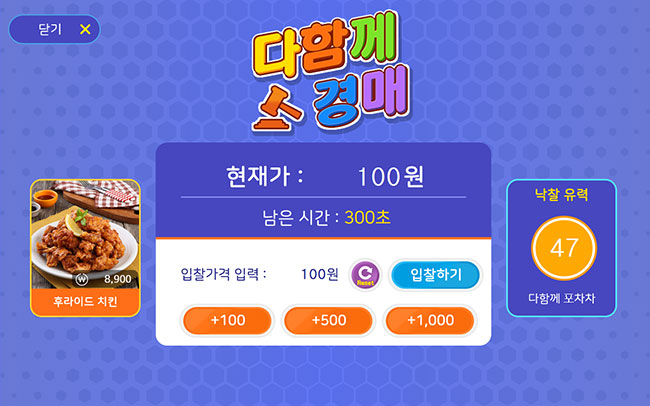 닫기 ×
다함께
경매
현재가 : 100원
남은 시간 : 300초
₩ 8,900
후라이드 치킨
입찰가격 입력 : 100원 Reset 입찰하기
+100 +500 +1,000
낙찰 유력
47
다함께 포차차